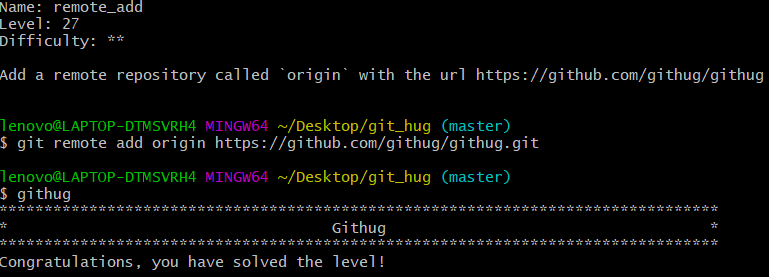 Name: remote_add
Level: 27
Difficulty: **
Add a remote repository called `origin` with the url https://github.com/githug/githug
lenovo@LAPTOP-DTMSVRH4 MINGW64 ~/Desktop/git_hug (master)
$ git remote add origin https://github.com/githug/githug.git
lenovo@LAPTOP-DTMSVRH4 MINGW64 ~/Desktop/git_hug (master)
$ githug
********************************************************************************
*                                    Githug                                    *
********************************************************************************
Congratulations, you have solved the level!